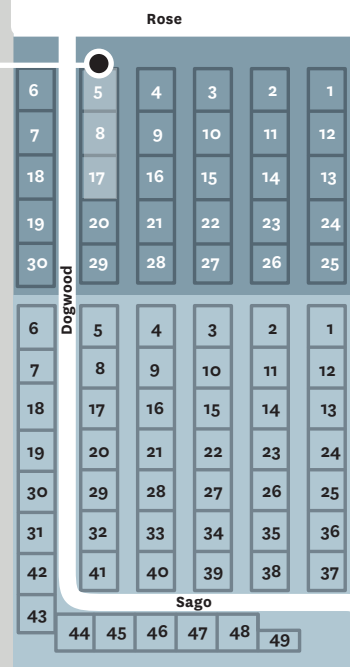 Rose
6 5 4 3 2 1
7 8 9 10 11 12
18 17 16 15 14 13
19 20 21 22 23 24
30 29 28 27 26 25
Dogwood
6 5 4 3 2 1
7 8 9 10 11 12
18 17 16 15 14 13
19 20 21 22 23 24
30 29 28 27 26 25
31 32 33 34 35 36
42 41 40 39 38 37
Sago
43
44 45 46 47 48 49